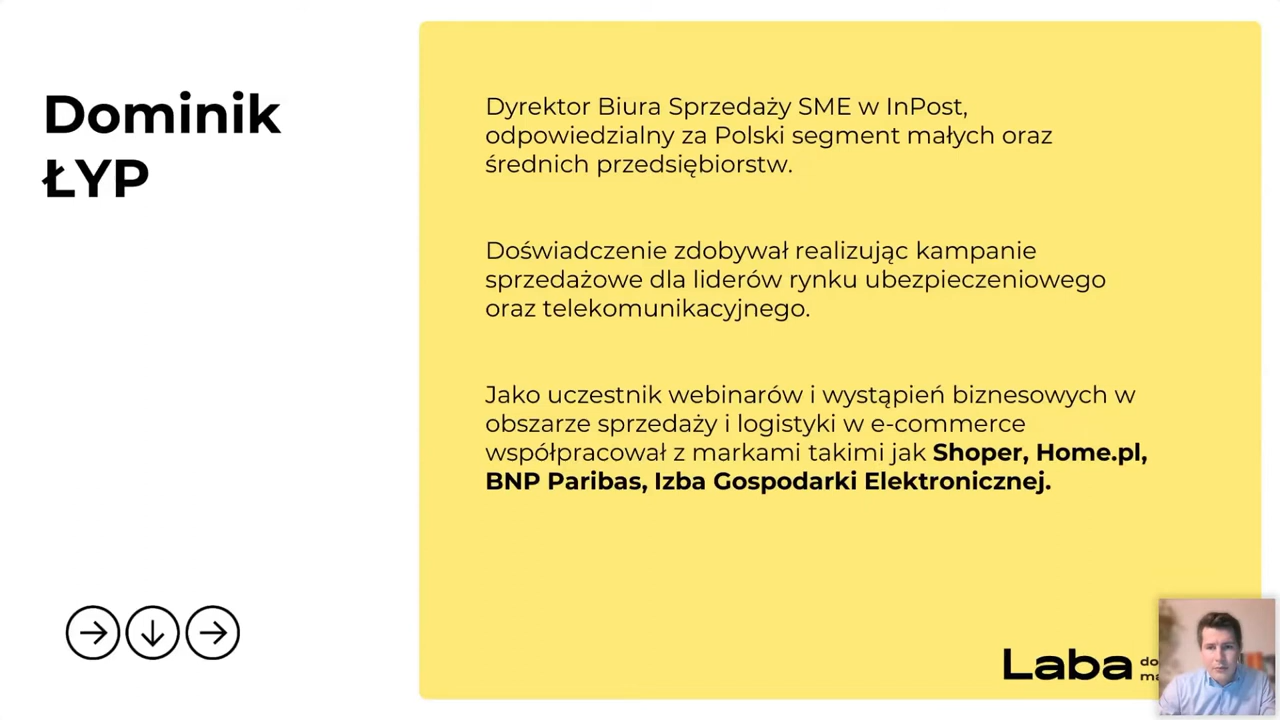 Dominik
ŁYP
Dyrektor Biura Sprzedaży SME w InPost,
odpowiedzialny za Polski segment małych oraz
średnich przedsiębiorstw.
Doświadczenie zdobywał realizując kampanie
sprzedażowe dla liderów rynku ubezpieczeniowego
oraz telekomunikacyjnego.
Jako uczestnik webinarów i wystąpień biznesowych w
obszarze sprzedaży i logistyki w e-commerce
współpracował z markami takimi jak Shoper, Home.pl,
BNP Paribas, Izba Gospodarki Elektronicznej.
Laba